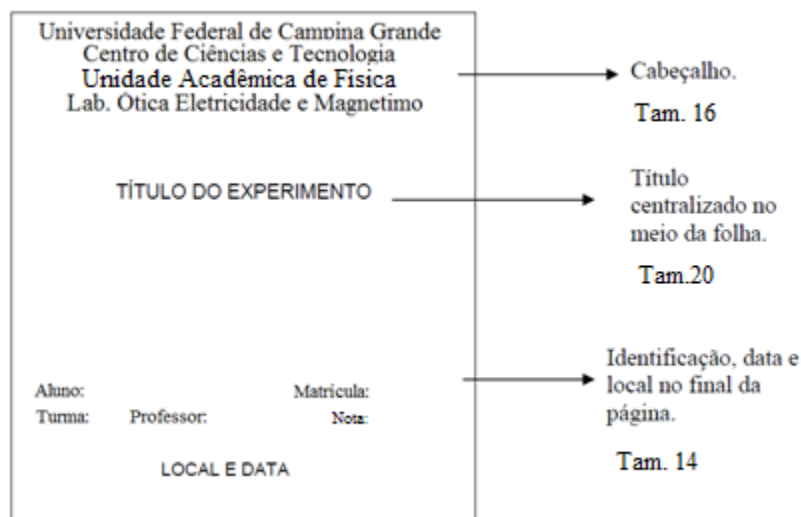 Universidade Federal de Campina Grande
Centro de Ciências e Tecnologia
Unidade Acadêmica de Fisica
Lab. Ótica Eletricidade e Magnetimo
Cabeçalho.
Tam. 16
TÍTULO DO EXPERIMENTO
Título
centralizado no
meio da folha.
Tam.20
Aluno: Matrícula:
Turma: Professor: Nota:
LOCAL E DATA
Identificação, data e
local no final da
página.
Tam. 14